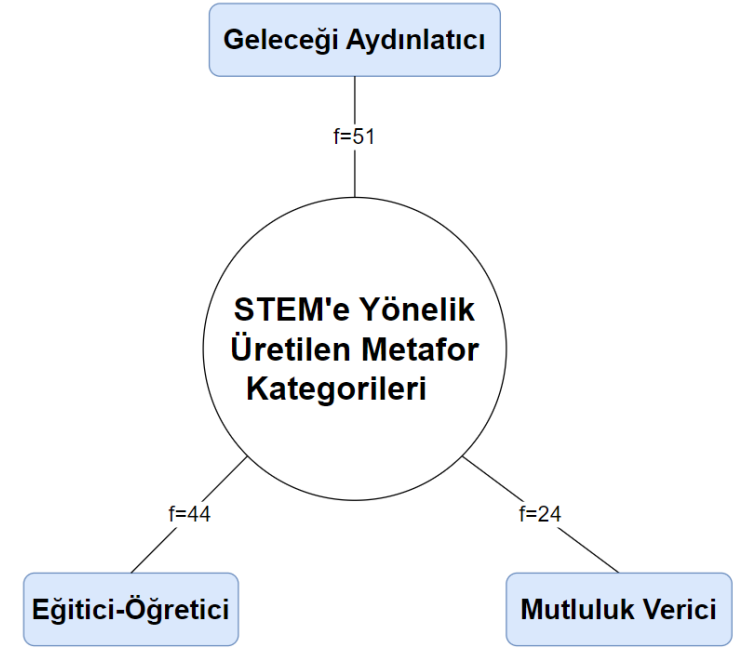 Geleceği Aydınlatıcı
f=51
STEM'e Yönelik
Üretilen Metafor
Kategorileri
f=44
f=24
Eğitici-Öğretici
Mutluluk Verici